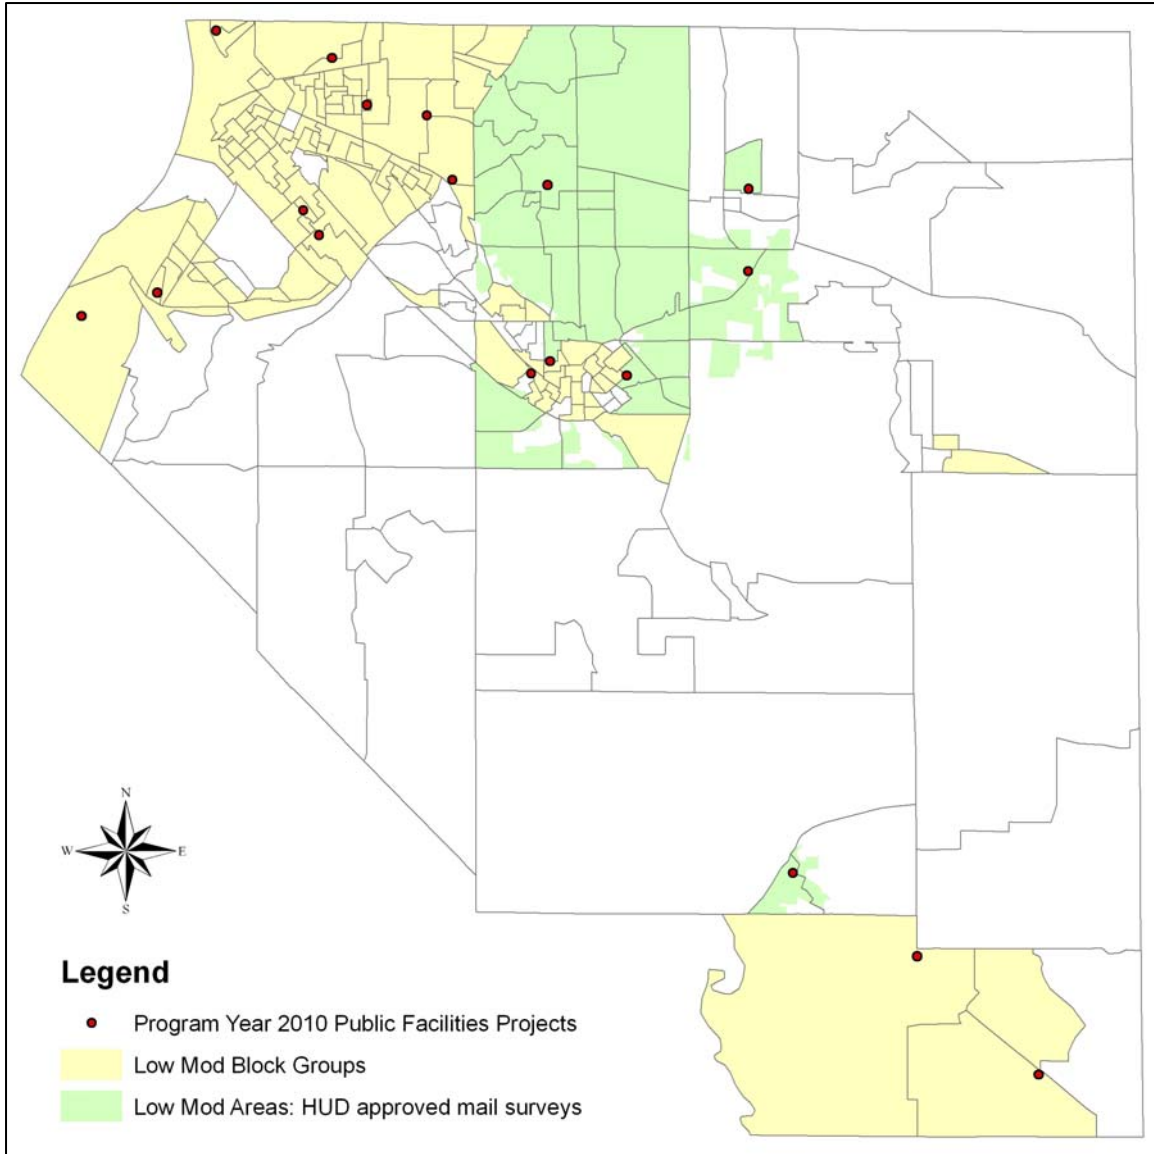 N
W E
S
Legend
Program Year 2010 Public Facilities Projects
Low Mod Block Groups
Low Mod Areas: HUD approved mail surveys